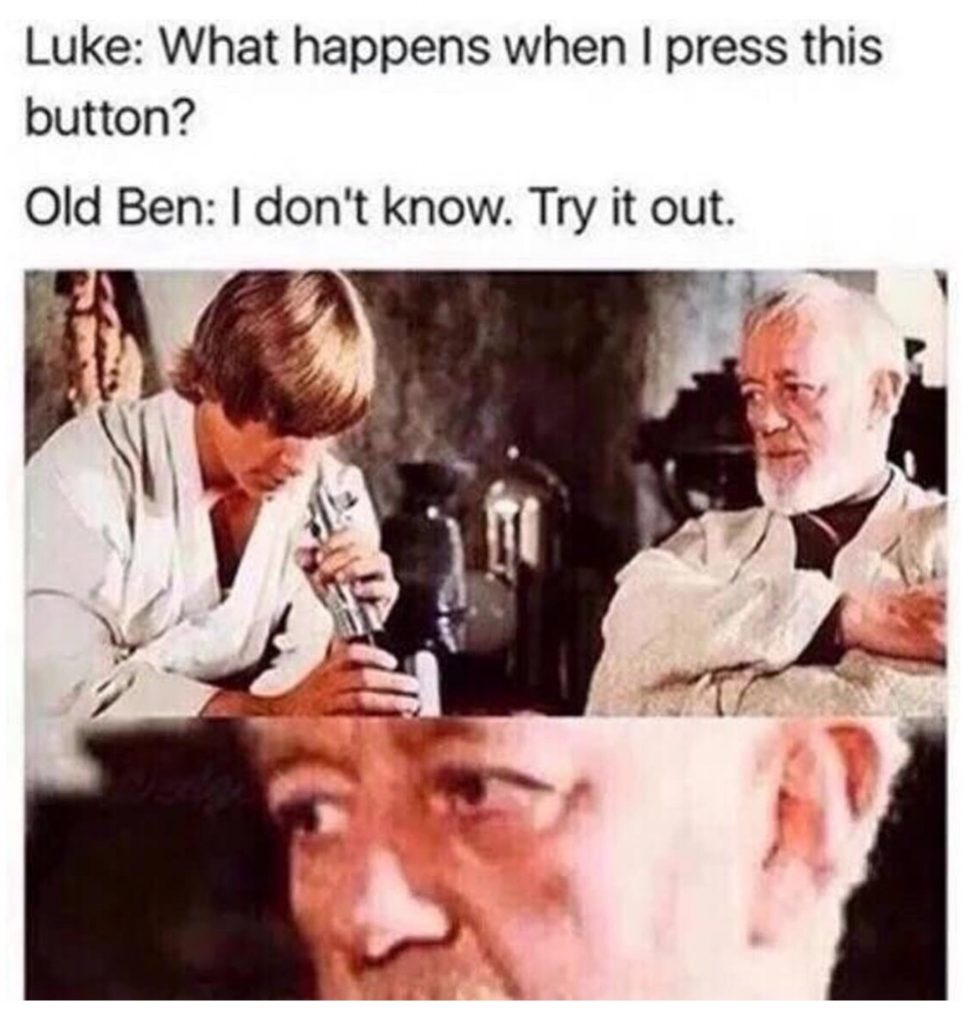 Luke: What happens when I press this
button?
Old Ben: I don't know. Try it out.